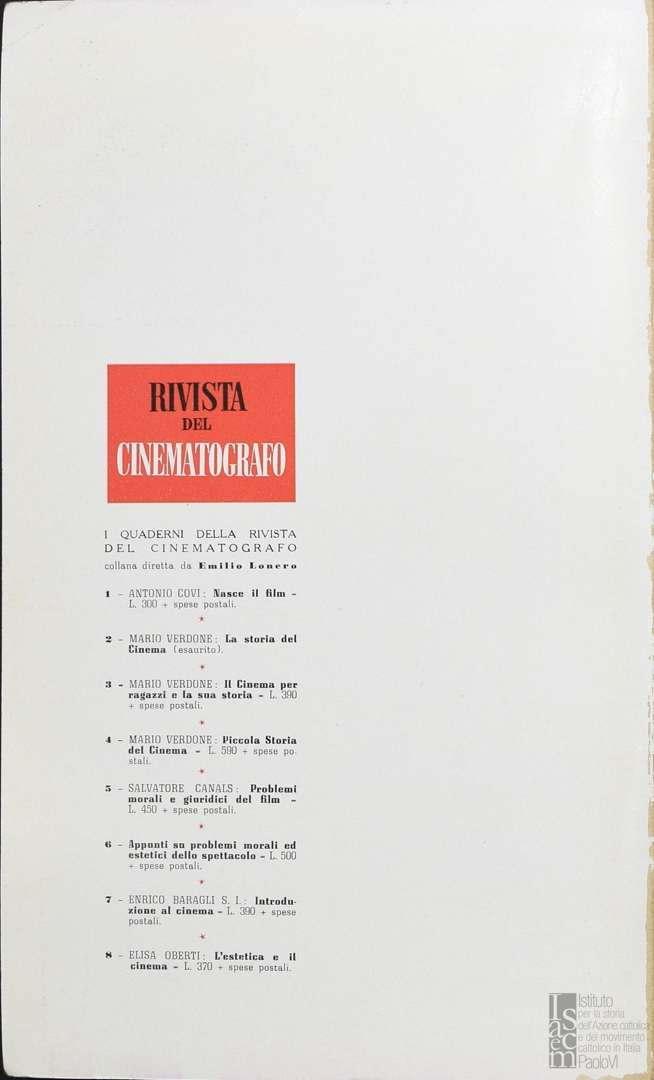 RIVISTA
DEL
CINEMATOGRAFO
I QUADERNI DELLA RIVISTA
DEL CINEMATOGRAFO
collana diretta da Emilio Lonero
1 - ANTONIO COVI: Nasce il film -
L. 300 + spese postali.
2 - MARIO VERDONE: La storia del
Cinema (esaurito).
3 - MARIO VERDONE: Il Cinema per
ragazzi e la sua storia - L. 390
+ spese postali.
4 - MARIO VERDONE: Piccola Storia
del Cinema - L. 590 + spese po-
stali.
5 - SALVATORE CANALS: Problemi
morali e giuridici del film -
L. 450 + spese postali.
6 - Appunti su problemi morali ed
estetici dello spettacolo - L. 500
+ spese postali.
7 - ENRICO BARAGLI S. I.: Introdu-
zione al cinema - L. 390 + spese
postali.
8 - ELISA OBERTI: L'estetica e il
cinema - L. 370 + spese postali.
Isacem
Istituto
per la storia
dell'Azione cattolica
e del movimento
cattolico in Italia
PaoloVI